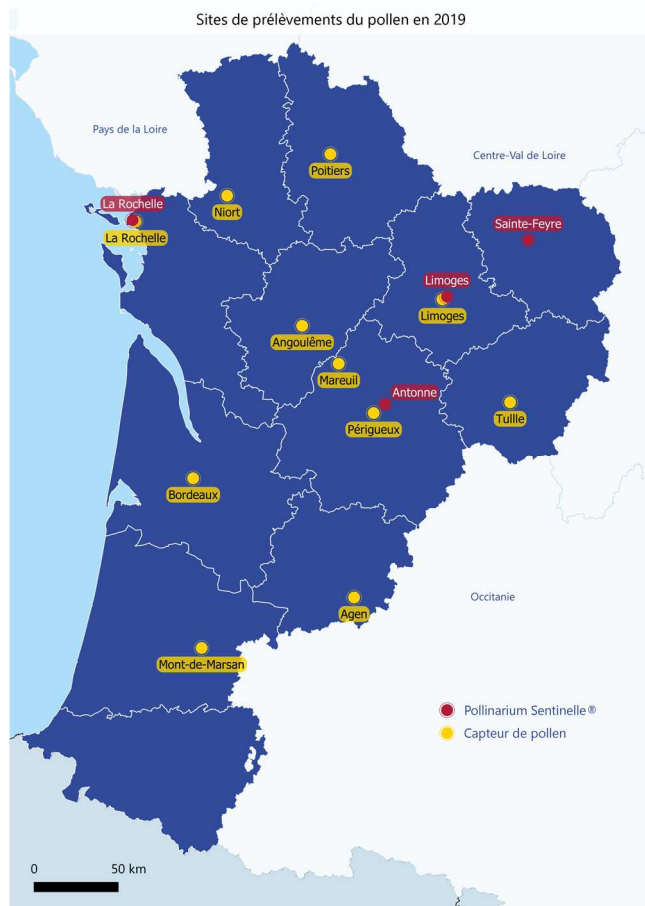 Sites de prélèvements du pollen en 2019
Pays de la Loire
Poitiers
Centre-Val de Loire
La Rochelle
Niort
La Rochelle
Sainte-Feyre
Limoges
Limoges
Angoulême
Mareuil
Antonne
Périgueux
Tullle
Bordeaux
Agen
Occitanie
Mont-de-Marsan
Pollinarium Sentinelle®
Capteur de pollen
0 50 km